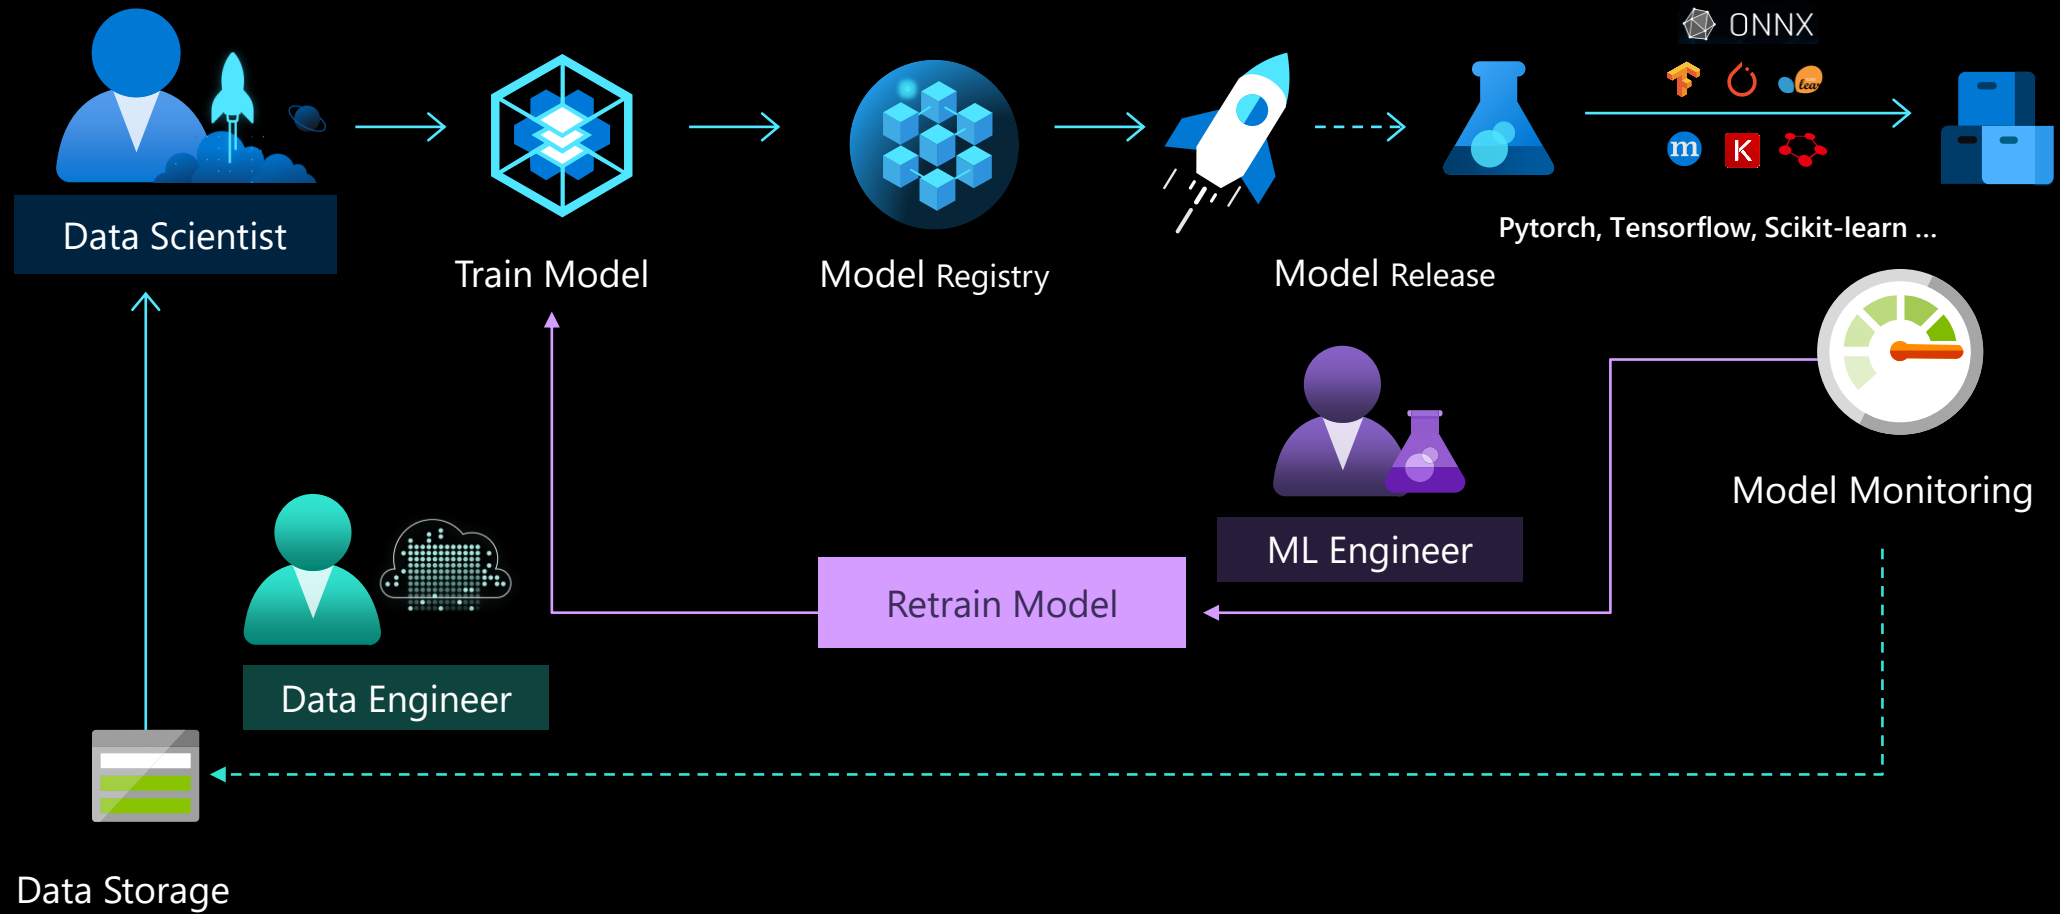 ONNX
learn
m
K
Data Scientist
Pytorch, Tensorflow, Scikit-learn ...
Train Model
Model Registry
Model Release
Model Monitoring
ML Engineer
Retrain Model
Data Engineer
Data Storage